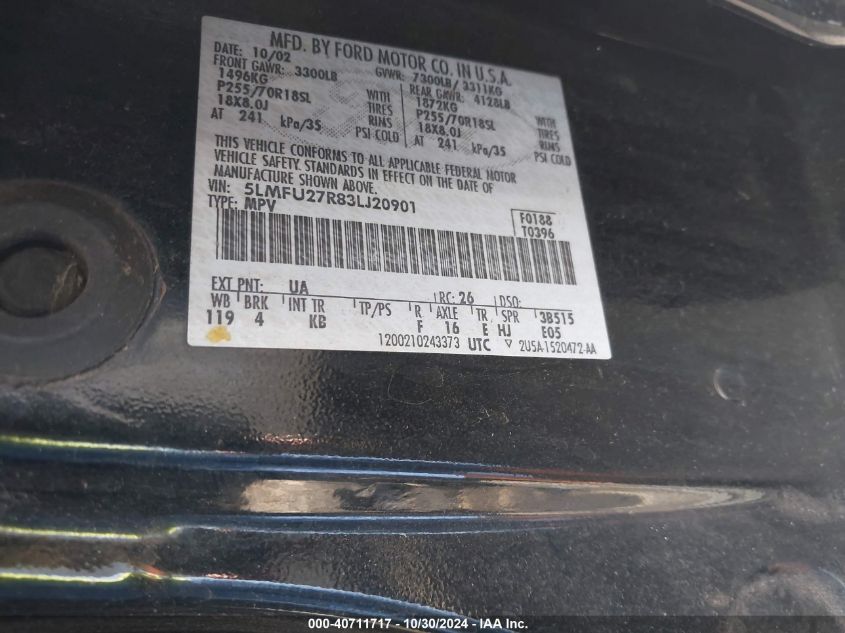 MFD. BY FORD MOTOR CO. IN U.S.A.
DATE: 10/02 GVWR: 7300LB/ 3311KG
FRONT GAWR: 3300LB REAR GAWR: 4128LB
1496KG WITH 1872KG WITH
P255/70R18SL TIRES P255/70R18SL TIRES
18X8.0J RIMS 18X8.0J RIMS
AT 241 kPa/35 PSI COLD AT 241 kPa/35 PSI COLD
THIS VEHICLE CONFORMS TO ALL APPLICABLE FEDERAL MOTOR
VEHICLE SAFETY. STANDARDS IN EFFECT ON THE DATE OF
MANUFACTURE SHOWN ABOVE.
VIN: 5LMFU27R83LJ20901
TYPE: MPV
F0188
T0396
EXT PNT: UA RC: 26 DSO:
WB BRK INT TR TP/PS R AXLE TR SPR 3B515
119 4 KB F 16 E HJ E05
1200210243373 UTC ▽ 2U5A-1520472-AA
000-40711717 - 10/30/2024 - IAA Inc.